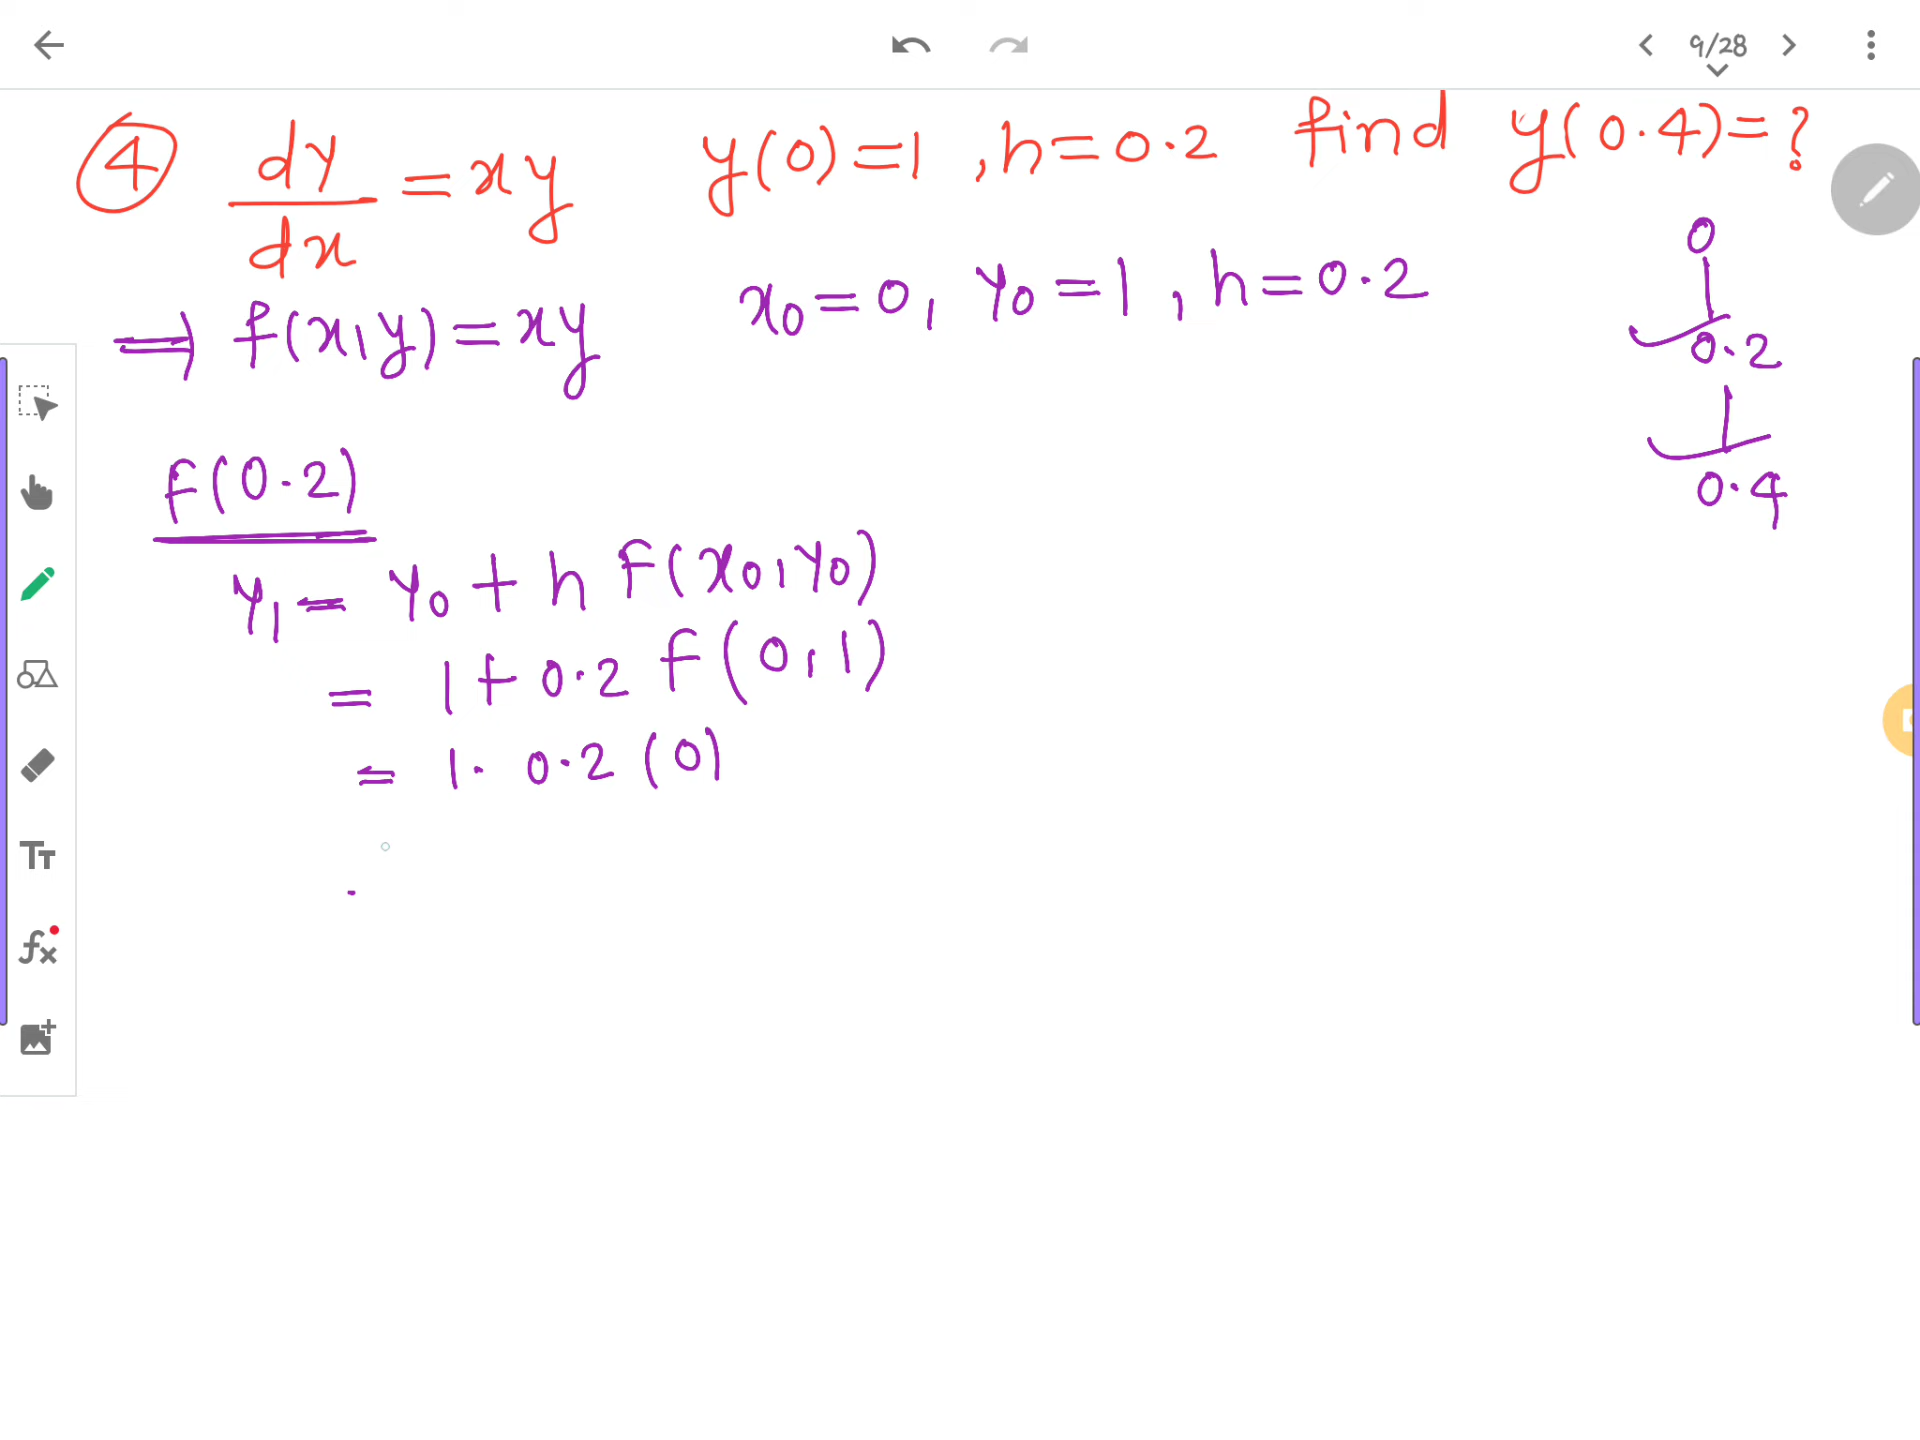 9/28
④ dy/dx = xy   y(0)=1 , h=0.2 find y(0.4)=?
⇒ f(x,y)=xy   x₀=0, y₀=1 , h=0.2
0
0.2
0.4
f(0.2)
y₁ = y₀ + h f(x₀,y₀)
= 1+ 0.2 f(0,1)
= 1. 0.2 (0)
Tт
fx